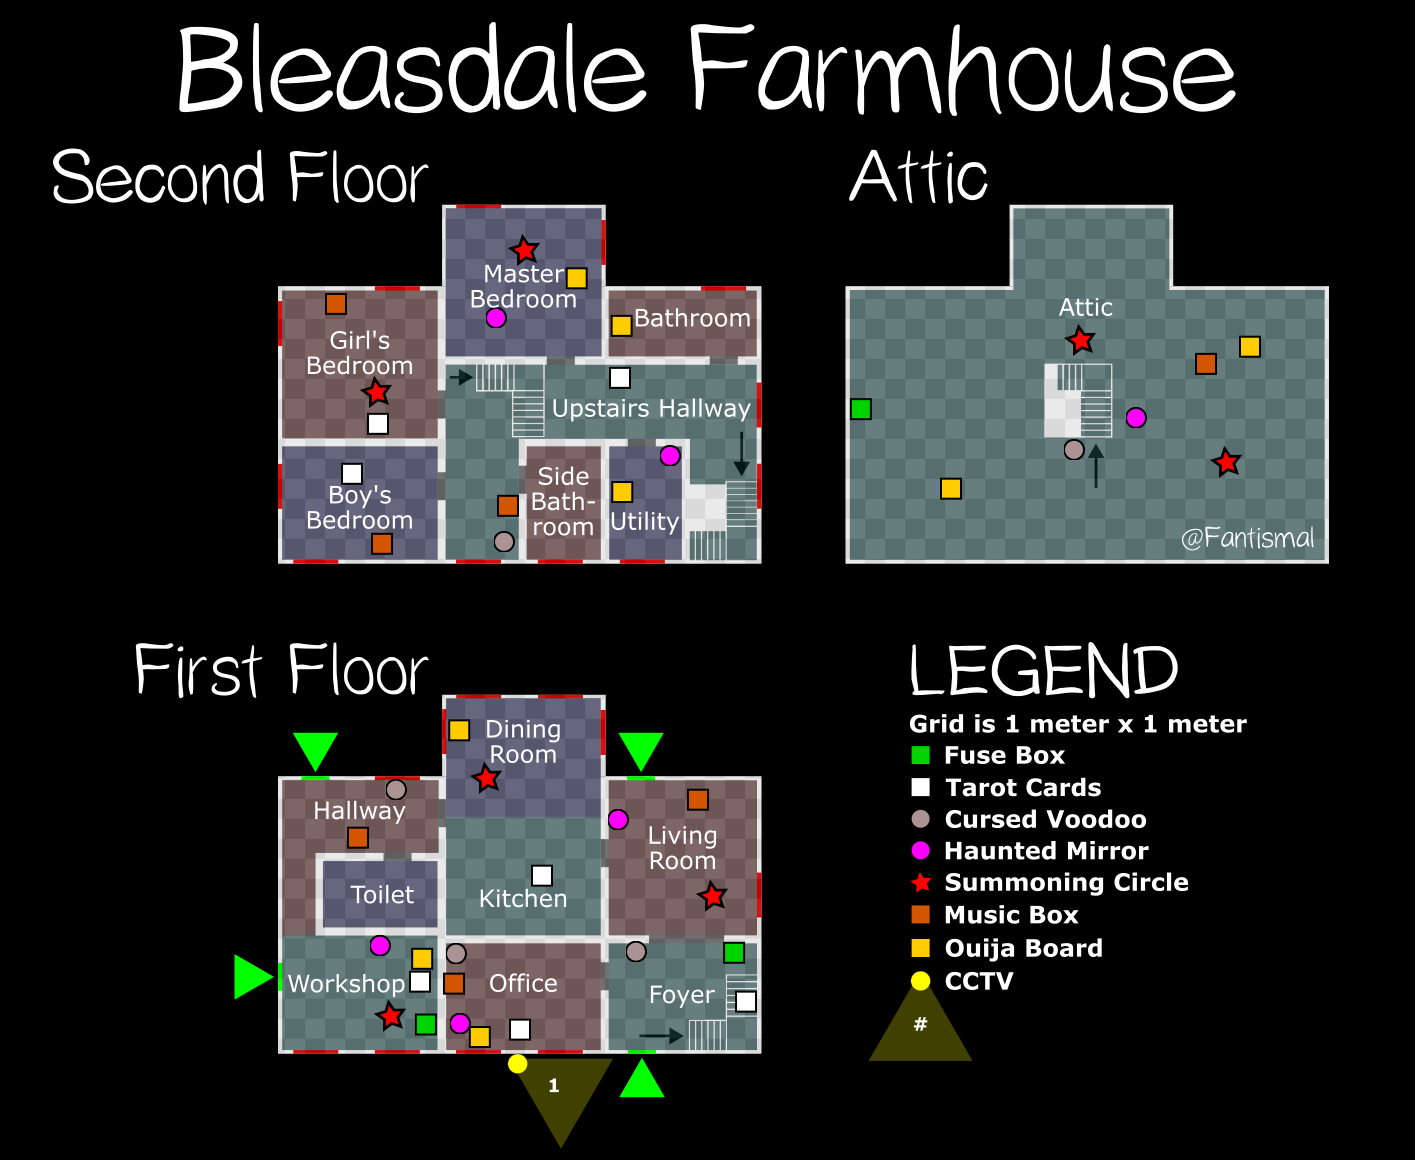 Bleasdale Farmhouse
Second Floor
Attic
Master
Bedroom
Girl's
Bedroom
Bathroom
Upstairs Hallway
Boy's
Bedroom
Side
Bath-
room
Utility
Attic
@Fantismal
First Floor
Dining
Room
Hallway
Living
Room
Toilet
Kitchen
Workshop
Office
Foyer
1
LEGEND
Grid is 1 meter x 1 meter
Fuse Box
Tarot Cards
Cursed Voodoo
Haunted Mirror
Summoning Circle
Music Box
Ouija Board
CCTV
#